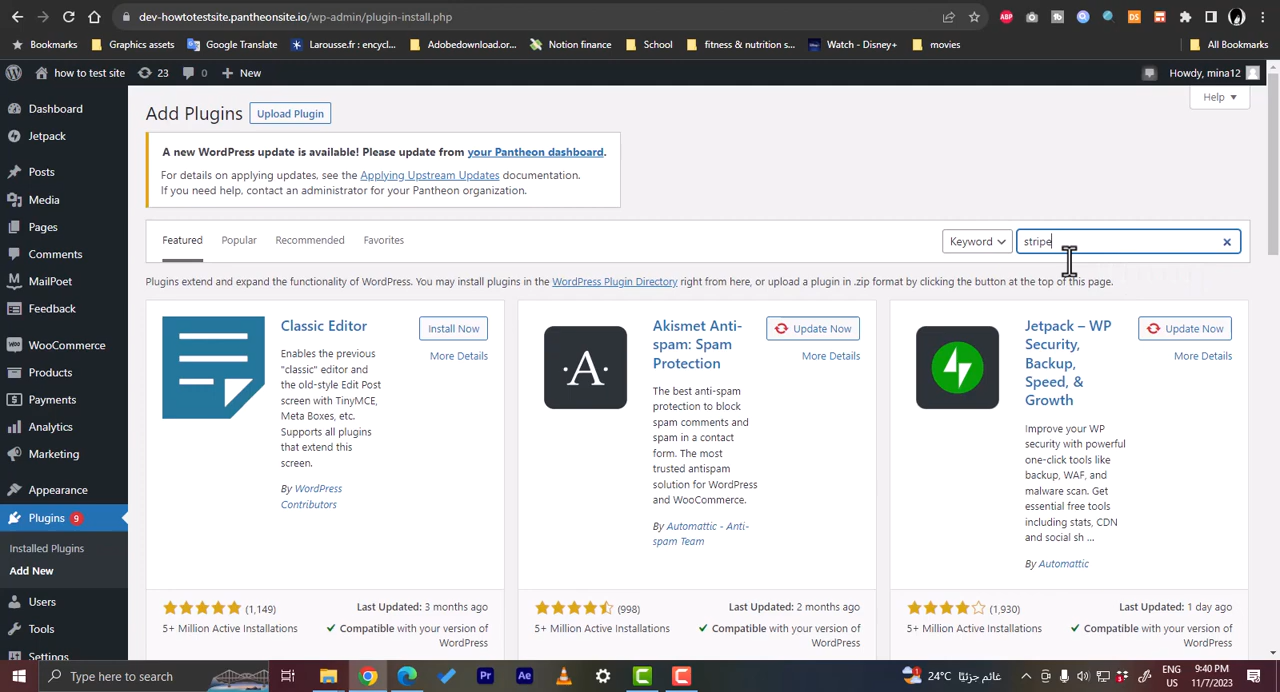 dev-howtotestsite.pantheonsite.io/wp-admin/plugin-install.php
ABP
DS
Bookmarks
Graphics assets
Google Translate
Larousse.fr : encycl...
Adobedownload.org...
Notion finance
School
fitness & nutrition s...
Watch - Disney+
movies
All Bookmarks
how to test site
23
0
New
Howdy, mina12
Help
Dashboard
Jetpack
Posts
Media
Pages
Comments
MailPoet
Feedback
WooCommerce
Products
Payments
Analytics
Marketing
Appearance
Plugins 9
Installed Plugins
Add New
Users
Tools
Settings
Add Plugins
Upload Plugin
A new WordPress update is available! Please update from your Pantheon dashboard.
For details on applying updates, see the Applying Upstream Updates documentation.
If you need help, contact an administrator for your Pantheon organization.
Featured
Popular
Recommended
Favorites
Keyword
stripe
Plugins extend and expand the functionality of WordPress. You may install plugins in the WordPress Plugin Directory right from here, or upload a plugin in .zip format by clicking the button at the top of this page.
Classic Editor
Install Now
More Details
Enables the previous
"classic" editor and
the old-style Edit Post
screen with TinyMCE,
Meta Boxes, etc.
Supports all plugins
that extend this
screen.
By WordPress
Contributors
(1,149)
5+ Million Active Installations
Last Updated: 3 months ago
Compatible with your version of
WordPress
·A·
Akismet Anti-
spam: Spam
Protection
Update Now
More Details
The best anti-spam
protection to block
spam comments and
spam in a contact
form. The most
trusted antispam
solution for WordPress
and WooCommerce.
By Automattic - Anti-
spam Team
(998)
5+ Million Active Installations
Last Updated: 2 months ago
Compatible with your version of
WordPress
Jetpack – WP
Security,
Backup,
Speed, &
Growth
Update Now
More Details
Improve your WP
security with powerful
one-click tools like
backup, WAF, and
malware scan. Get
essential free tools
including stats, CDN
and social sh ...
By Automattic
(1,930)
5+ Million Active Installations
Last Updated: 1 day ago
Compatible with your version of
WordPress
Type here to search
Pr
Ae
24°C
غائم جزئيًا
ENG
US
9:40 PM
11/7/2023